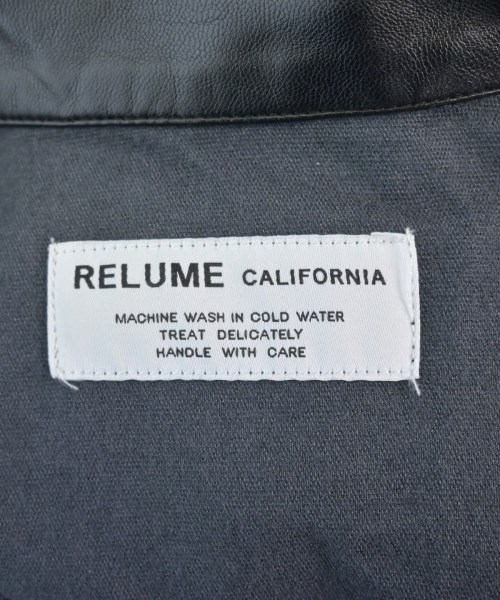 RELUME CALIFORNIA
MACHINE WASH IN COLD WATER
TREAT DELICATELY
HANDLE WITH CARE